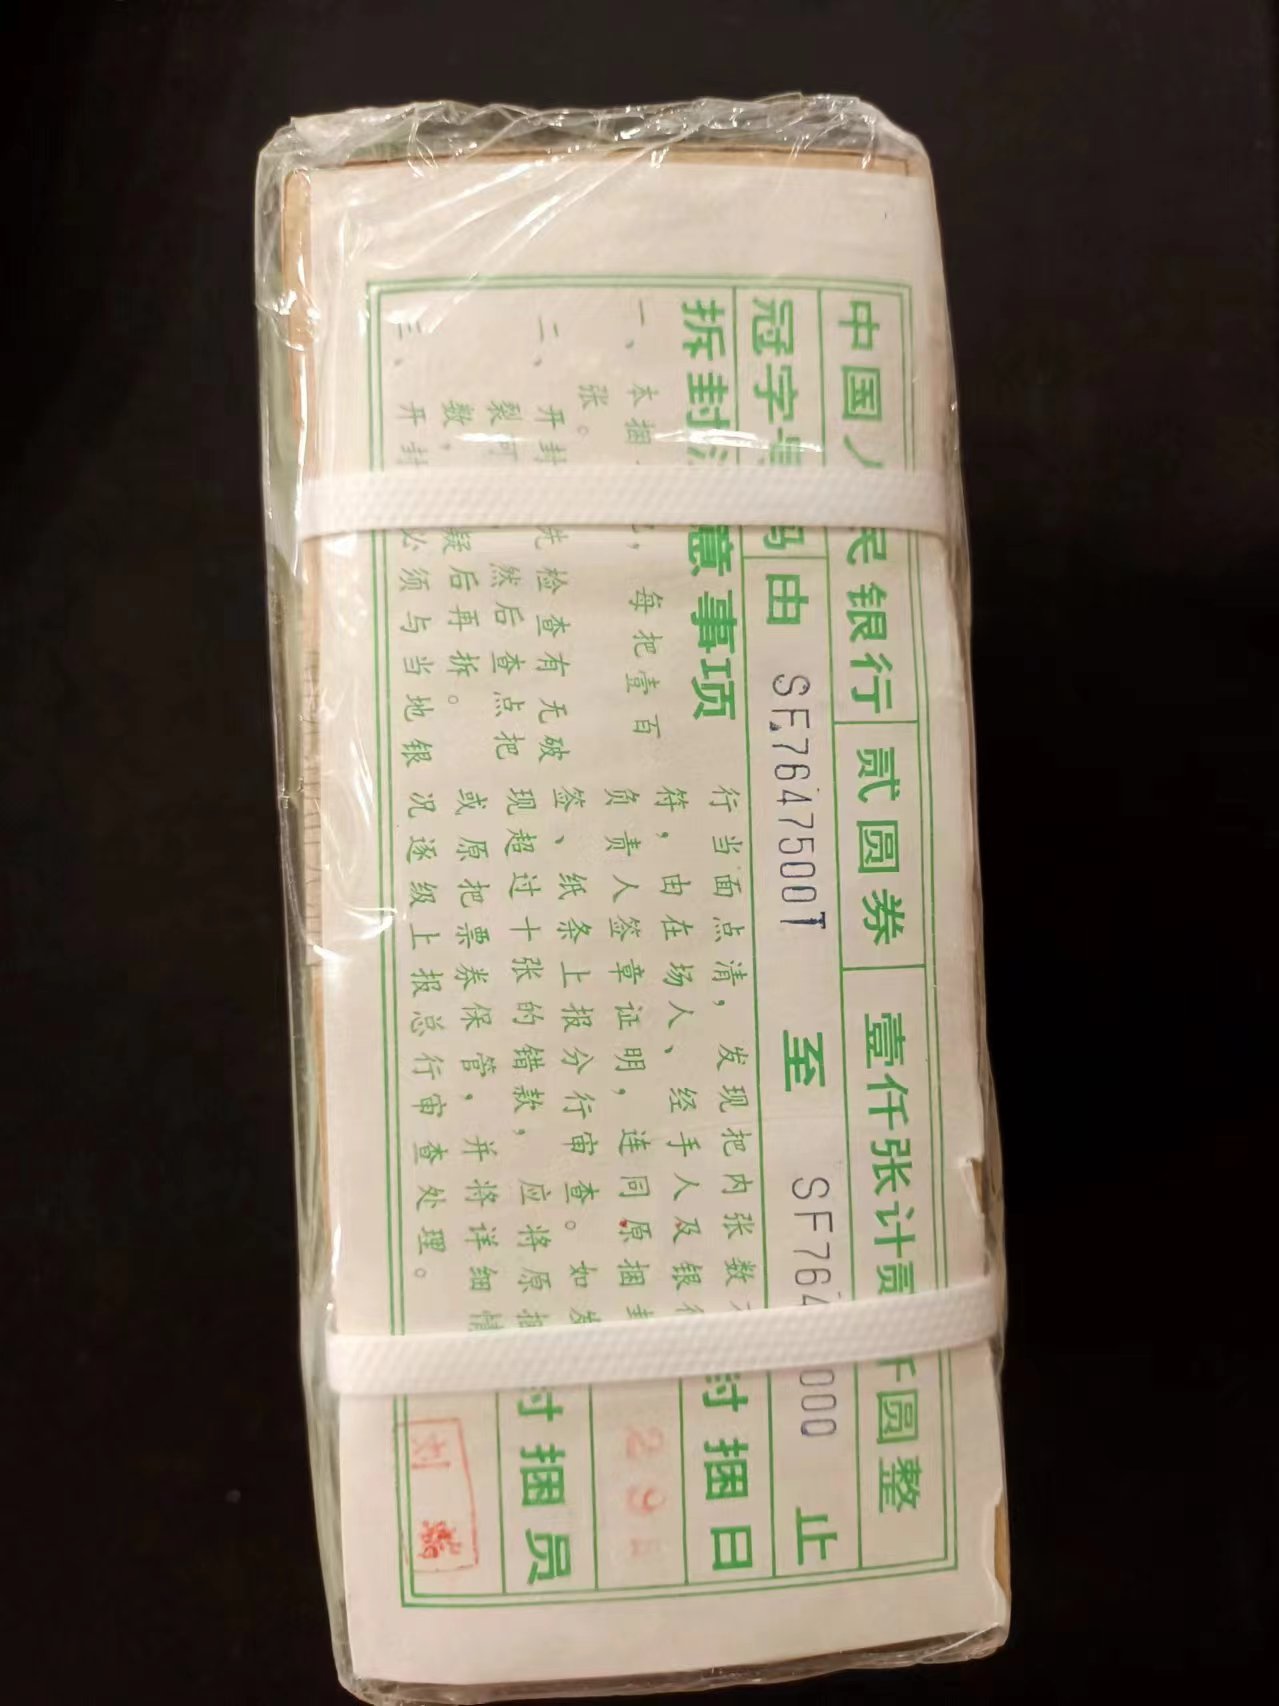 中国人民银行 贰圆券 壹仟张计贰仟圆整
冠字号码 由 SF76475001 至 SF764 000 止
拆封注意事项
一、本捆 把，每把壹百
张。
二、开封 先检查有无破
裂可 然后查点把
数， 疑后再拆。
三、开封 必须与当地银
行当面点清，发现把内张数不
符，由在场人、经手人及银行
负责人签章证明，连同原捆封
签、纸条上报分行审查。如发
现超过十张的错款，应将原捆
或原把票券保管，并将详细情
况逐级上报总行审查处理。
封捆日
29
封捆员
刘